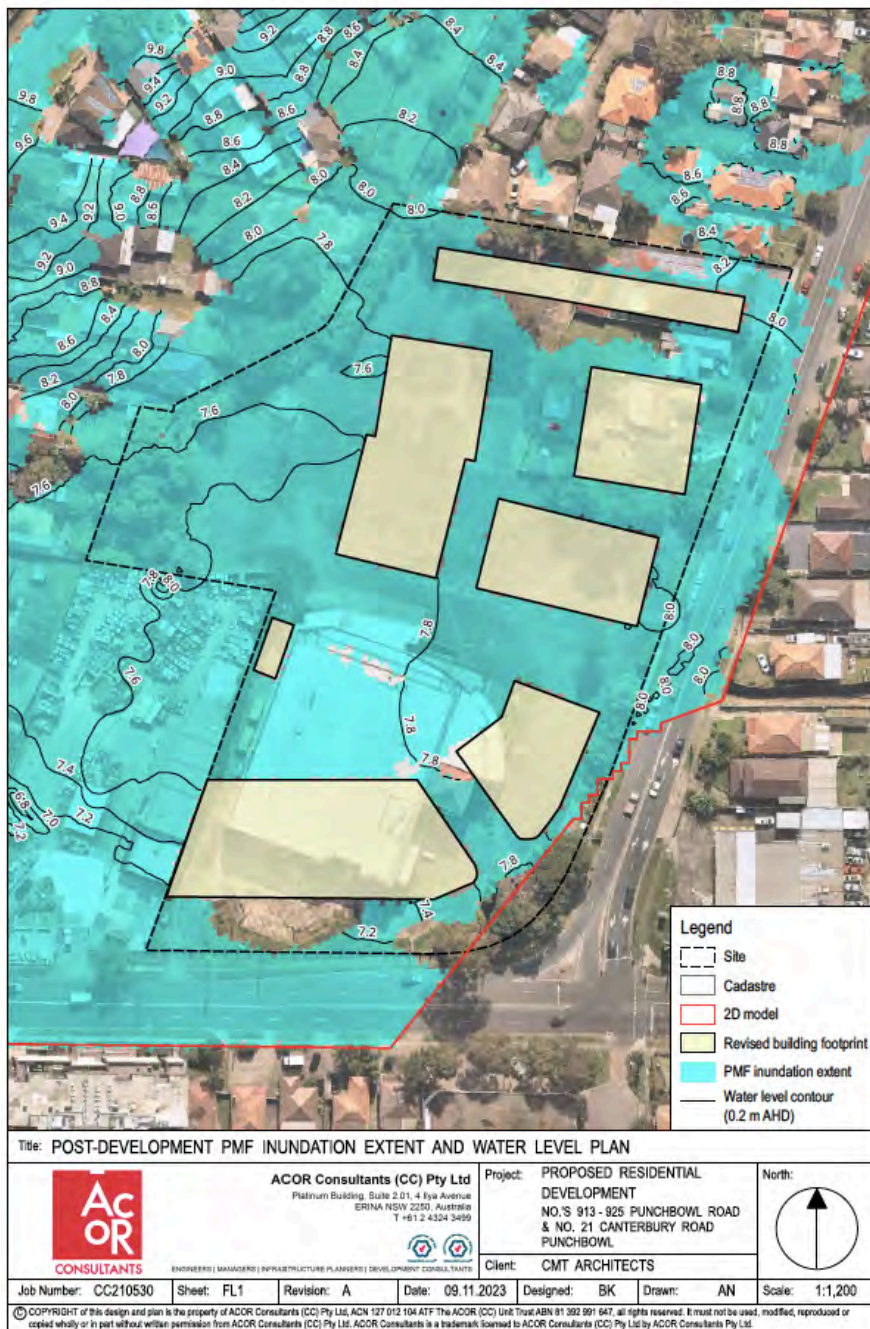 9.8
9.2
8.4
9.4
9.0
8.8
8.6
8.4
9.2
8.8
8.8
8.8
8.8
9.8
8.6
8.2
9.6
8.4
8.0
8.6
8.8
8.6
8.2
8.0
8.0
9.4
9.2
9.0
8.6
8.0
7.8
8.4
8.2
9.2
9.0
8.8
8.4
8.0
8.6
8.0
7.6
8.2
7.8
8.0
7.6
7.6
7.8
8.0
8.0
7.8
8.0
7.6
8.0
8.0
7.8
7.8
7.4
6.8
7.0
7.2
7.2
7.8
7.4
7.2
Legend
Site
Cadastre
2D model
Revised building footprint
PMF inundation extent
Water level contour
(0.2 m AHD)
Title: POST-DEVELOPMENT PMF INUNDATION EXTENT AND WATER LEVEL PLAN
ACOR
CONSULTANTS
ACOR Consultants (CC) Pty Ltd
Platinum Building, Suite 2.01, 4 Ilya Avenue
ERINA NSW 2250, Australia
T +61 2 4324 3499
ENGINEERS | MANAGERS | INFRASTRUCTURE PLANNERS | DEVELOPMENT CONSULTANTS
Project: PROPOSED RESIDENTIAL
DEVELOPMENT
NO.'S 913 - 925 PUNCHBOWL ROAD
& NO. 21 CANTERBURY ROAD
PUNCHBOWL
Client: CMT ARCHITECTS
North:
Job Number: CC210530 Sheet: FL1 Revision: A Date: 09.11.2023 Designed: BK Drawn: AN Scale: 1:1,200
© COPYRIGHT of this design and plan is the property of ACOR Consultants (CC) Pty Ltd, ACN 127 012 104 ATF The ACOR (CC) Unit Trust ABN 81 392 991 647, all rights reserved. It must not be used, modified, reproduced or
copied wholly or in part without written permission from ACOR Consultants (CC) Pty Ltd. ACOR Consultants is a trademark licensed to ACOR Consultants (CC) Pty Ltd by ACOR Consultants Pty Ltd.